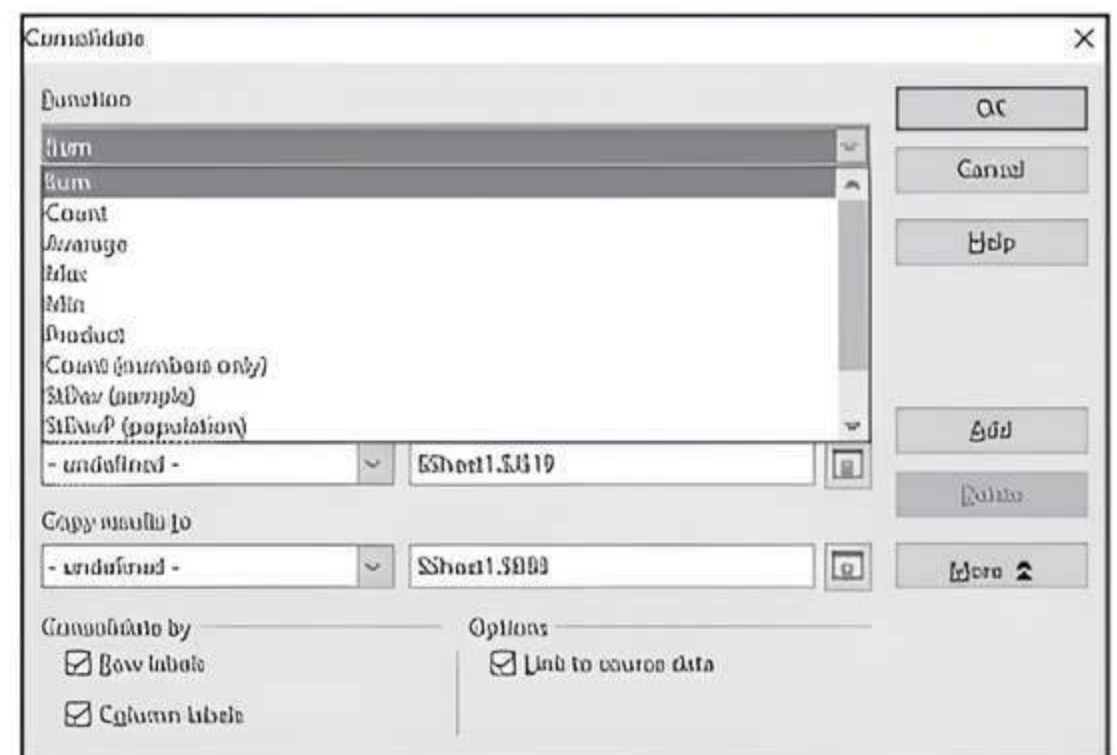 Consolidate
Function
OK
Sum
Cancel
Sum
Count
Average
Help
Max
Min
Product
Count (numbers only)
StDev (sample)
StDevP (population)
Add
- undefined -
Delete
Copy results to
- undefined -
More
Consolidate by
Options
Row labels
Link to source data
Column labels